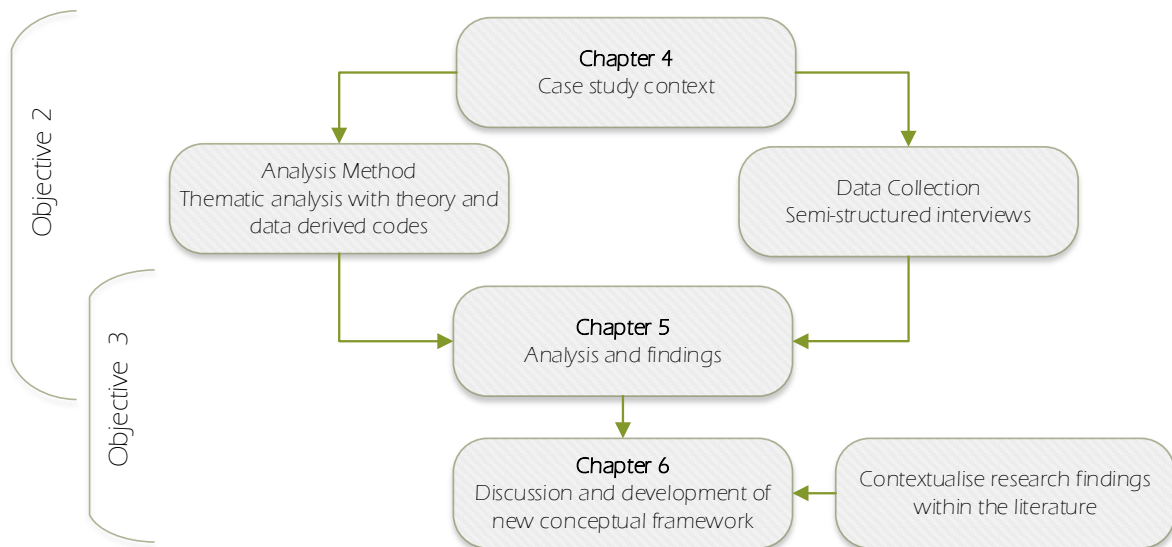 Chapter 4
Case study context
Objective 2
Analysis Method
Thematic analysis with theory and
data derived codes
Data Collection
Semi-structured interviews
Objective 3
Chapter 5
Analysis and findings
Chapter 6
Discussion and development of
new conceptual framework
Contextualise research findings
within the literature